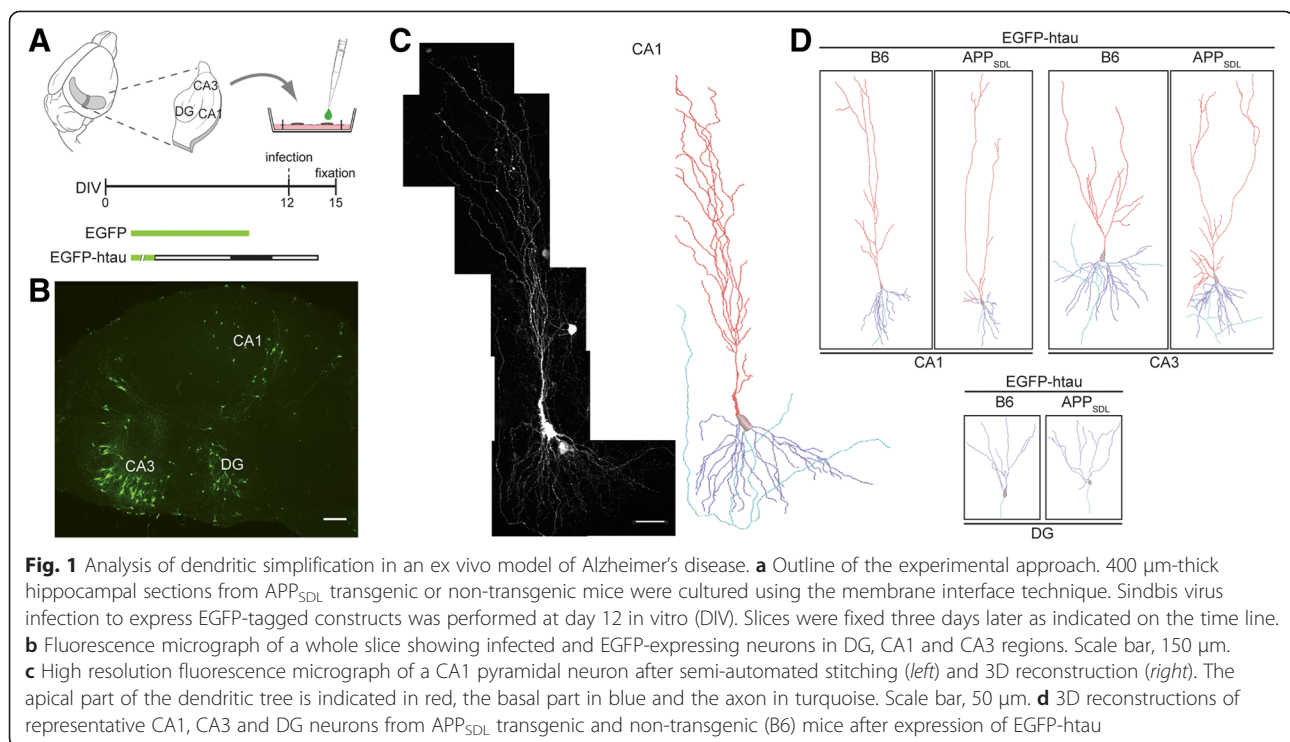 A
CA3
DG
CA1
infection
fixation
DIV
0
12
15
EGFP
EGFP-htau
B
CA1
CA3
DG
C
CA1
D
EGFP-htau
B6
APPSDL
B6
APPSDL
CA1
CA3
EGFP-htau
B6
APPSDL
DG
Fig. 1 Analysis of dendritic simplification in an ex vivo model of Alzheimer's disease. a Outline of the experimental approach. 400 μm-thick
hippocampal sections from APPSDL transgenic or non-transgenic mice were cultured using the membrane interface technique. Sindbis virus
infection to express EGFP-tagged constructs was performed at day 12 in vitro (DIV). Slices were fixed three days later as indicated on the time line.
b Fluorescence micrograph of a whole slice showing infected and EGFP-expressing neurons in DG, CA1 and CA3 regions. Scale bar, 150 μm.
c High resolution fluorescence micrograph of a CA1 pyramidal neuron after semi-automated stitching (left) and 3D reconstruction (right). The
apical part of the dendritic tree is indicated in red, the basal part in blue and the axon in turquoise. Scale bar, 50 μm. d 3D reconstructions of
representative CA1, CA3 and DG neurons from APPSDL transgenic and non-transgenic (B6) mice after expression of EGFP-htau